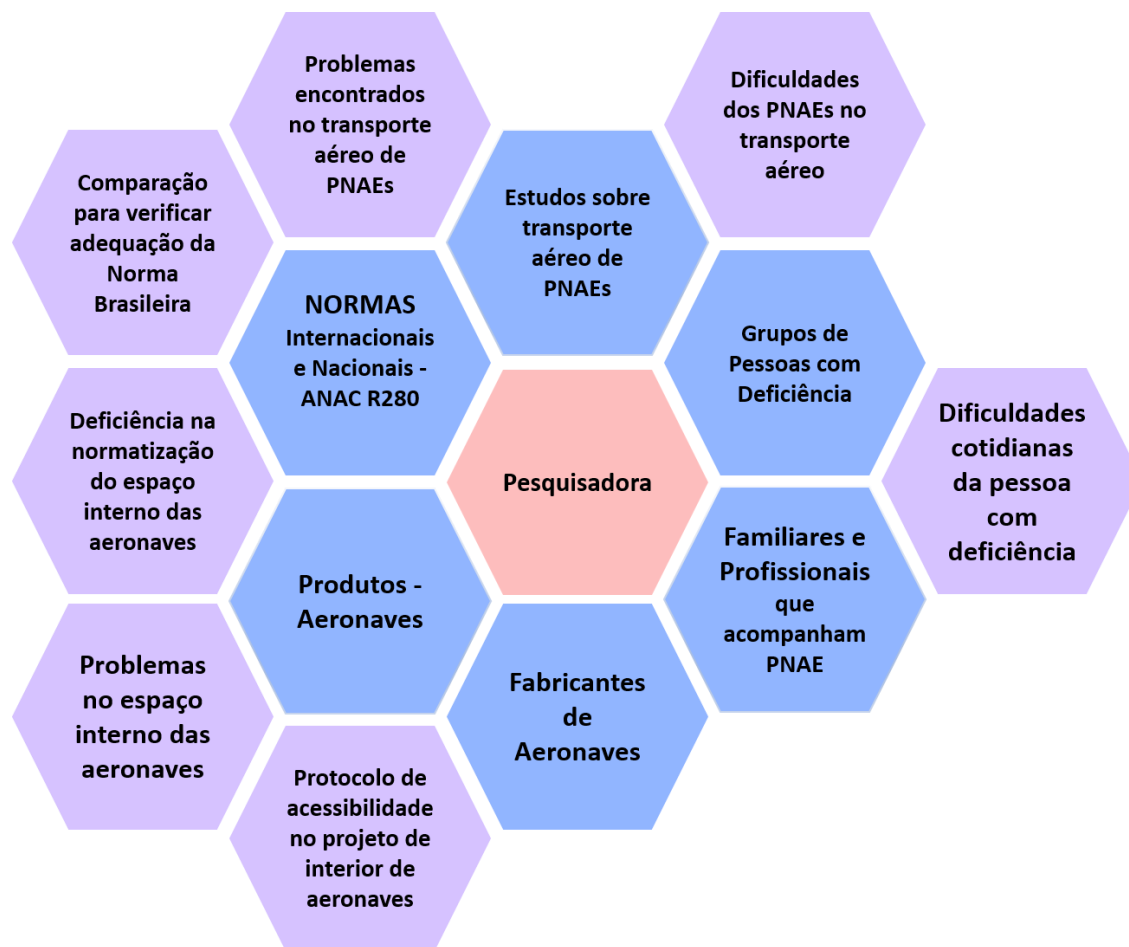 Problemas
encontrados
no transporte
aéreo de
PNAEs
Dificuldades
dos PNAEs no
transporte
aéreo
Comparação
para verificar
adequação da
Norma
Brasileira
Estudos sobre
transporte
aéreo de
PNAEs
NORMAS
Internacionais
e Nacionais -
ANAC R280
Grupos de
Pessoas com
Deficiência
Deficiência na
normatização
do espaço
interno das
aeronaves
Pesquisadora
Dificuldades
cotidianas
da pessoa
com
deficiência
Produtos -
Aeronaves
Familiares e
Profissionais
que
acompanham
PNAE
Problemas
no espaço
interno das
aeronaves
Fabricantes
de
Aeronaves
Protocolo de
acessibilidade
no projeto de
interior de
aeronaves